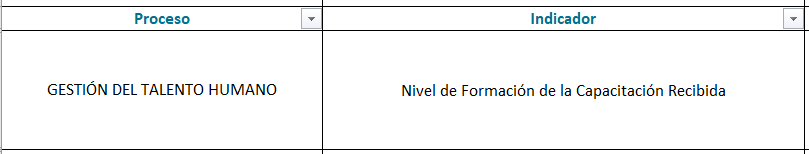 Proceso
Indicador
GESTIÓN DEL TALENTO HUMANO
Nivel de Formación de la Capacitación Recibida